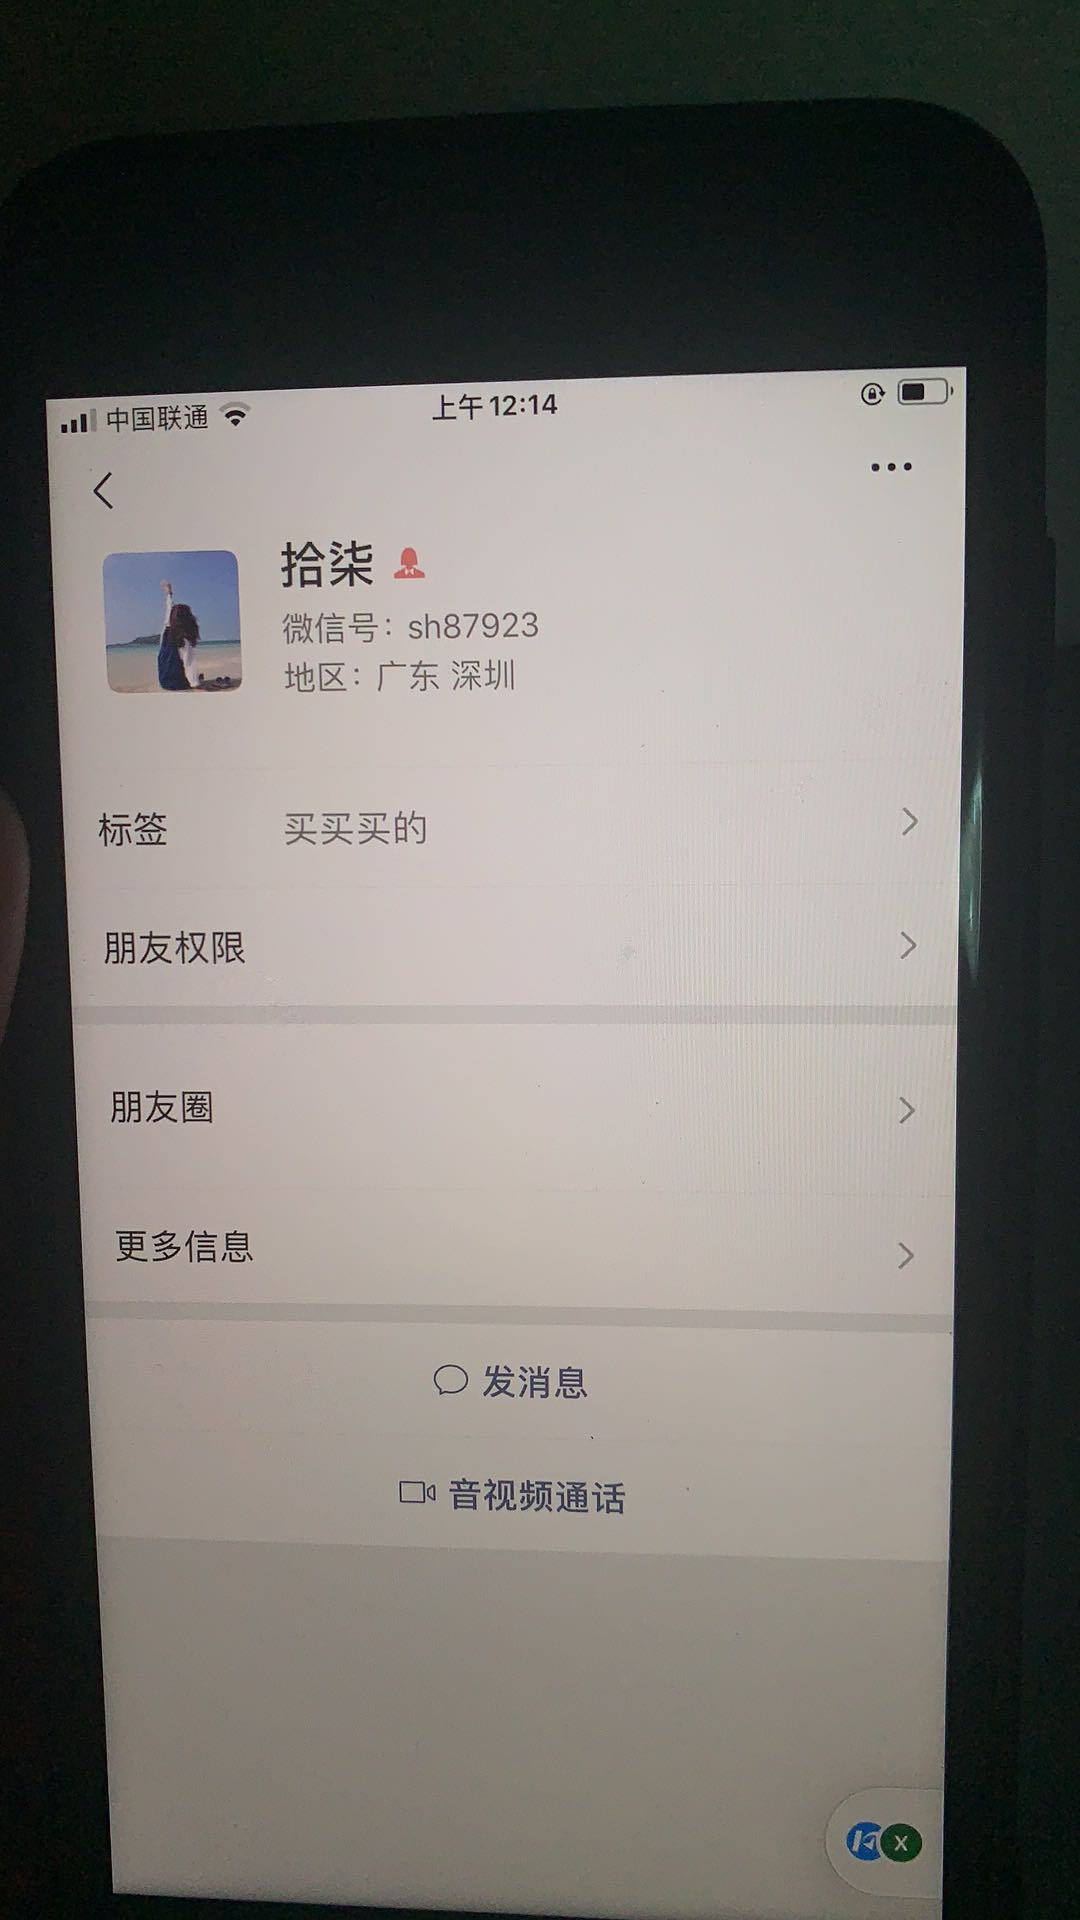 中国联通
上午12:14
拾柒
微信号：sh87923
地区：广东 深圳
标签 买买买的
朋友权限
朋友圈
更多信息
发消息
音视频通话
X